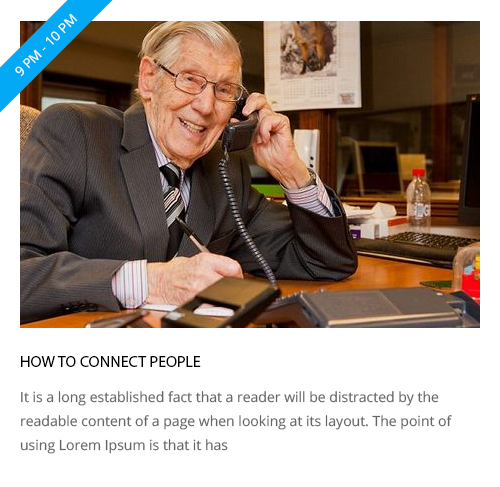 9 PM - 10 PM
HOW TO CONNECT PEOPLE
It is a long established fact that a reader will be distracted by the
readable content of a page when looking at its layout. The point of
using Lorem Ipsum is that it has